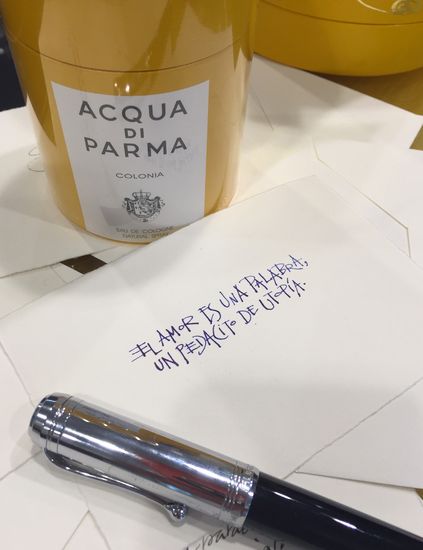 ACQUA
DI
PARMA
COLONIA
EAU DE COLOGNE
NATURAL SPRAY
EL AMOR ES UNA PALABRA,
UN PEDACITO DE UTOPÍA.